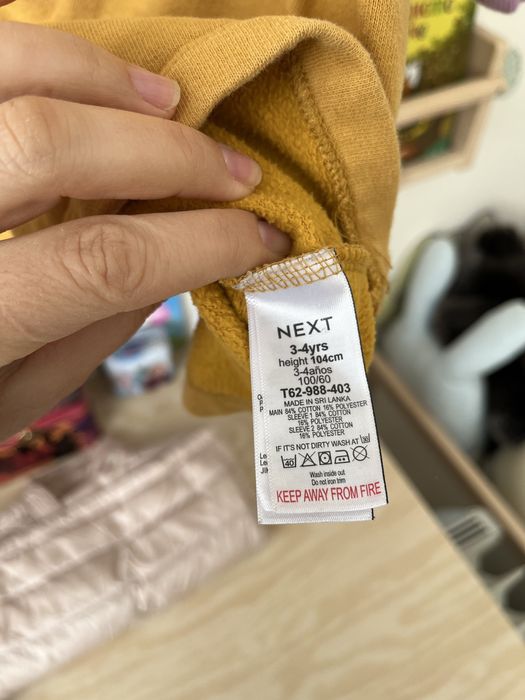 NEXT
3-4yrs
height 104cm
3-4años
100/60
T62-988-403
MADE IN SRI LANKA
MAIN 84% COTTON 16% POLYESTER
SLEEVE 1 84% COTTON
16% POLYESTER
SLEEVE 2 84% COTTON
16% POLYESTER
IF IT'S NOT DIRTY WASH AT 30
40
Wash inside out
Do not iron trim
KEEP AWAY FROM FIRE